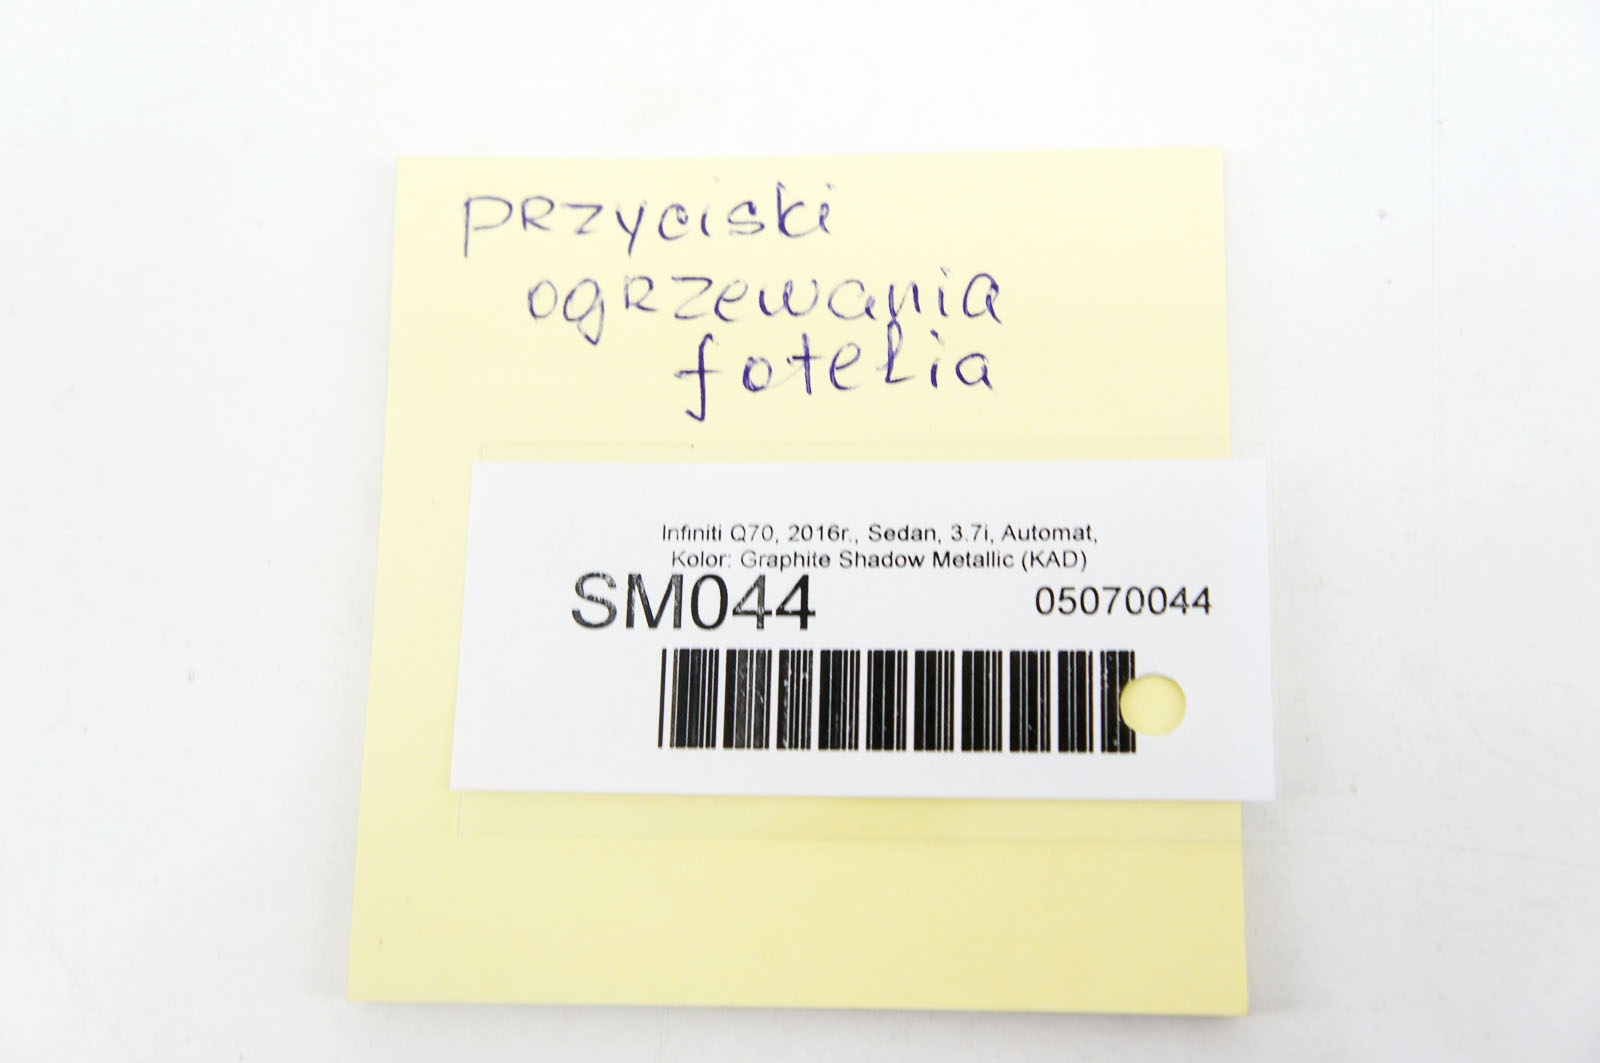 przyciski
ogrzewania
fotelia
Infiniti Q70, 2016r., Sedan, 3.7i, Automat,
Kolor: Graphite Shadow Metallic (KAD)
SM044 05070044